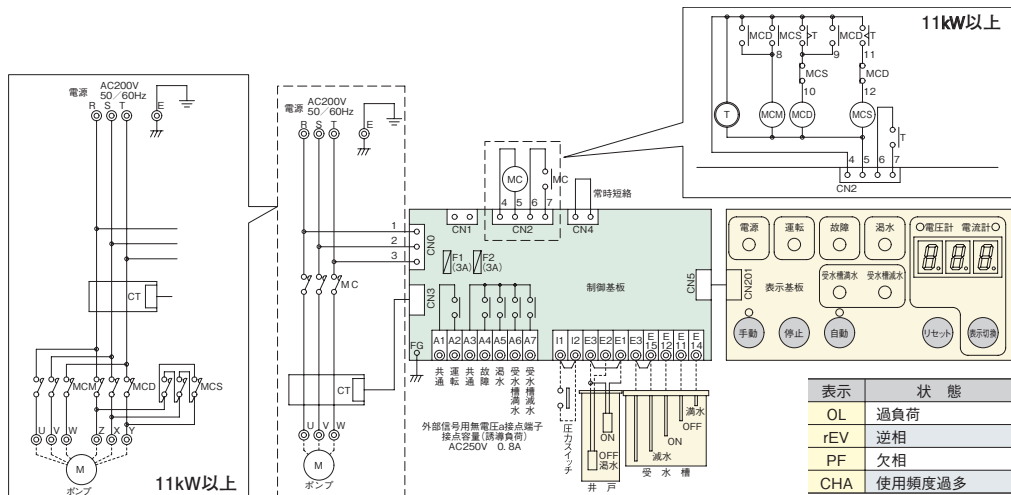 電源 AC200V
50/60Hz
R S T E
CT
MCM MCD MCS
U V W Z X Y
M
ポンプ
11kW以上
電源 AC200V
50/60Hz
R S T E
MC
CT
U V W
M
ポンプ
MC
MC
4 5 6 7
常時短絡
CN1 CN2 CN4
1
2
3
CN0
F1
(3A)
F2
(3A)
CN3
制御基板
CN5
FG
A1 A2 A3 A4 A5 A6 A7
共通
運転
共通
故障
渇水
受水槽満水
受水槽減水
外部信号用無電圧a接点端子
接点容量(誘導負荷)
AC250V 0.8A
I1 I2 E3 E2 E1 E3 E15 E12 E11 E14
圧力スイッチ
ON
OFF
渇水
井戸
満水
OFF
ON
減水
受水槽
11kW以上
MCD MCS T MCD T
8 9 11
MCS MCD
10 12
T MCM MCD MCS T
4 5 6 7
CN2
CN201
電源 運転 故障 渇水
電圧計 電流計
8.8.8.
受水槽満水 受水槽減水
表示基板
手動 停止 自動 リセット 表示切換
表示 状態
OL 過負荷
rEV 逆相
PF 欠相
CHA 使用頻度過多